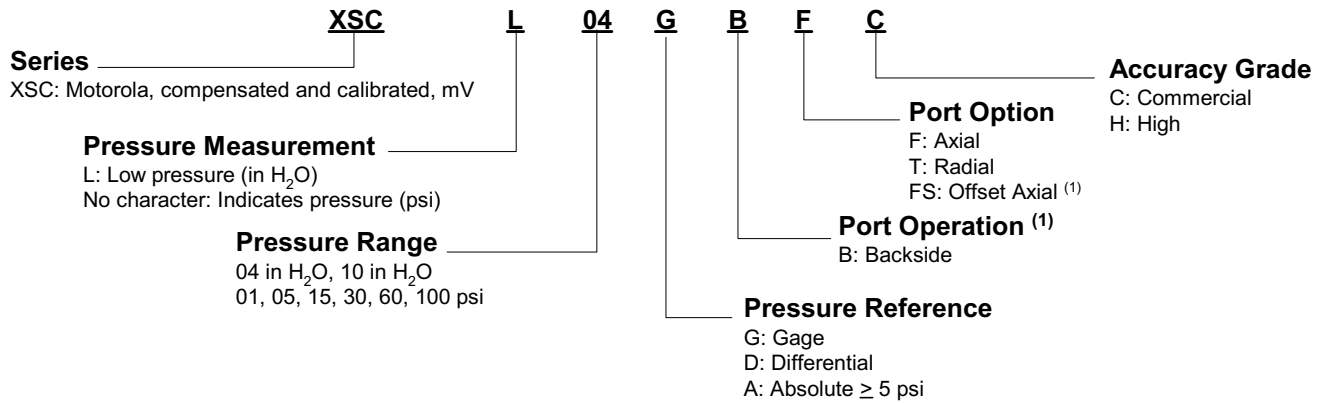 XSC L 04 G B F C
Series
XSC: Motorola, compensated and calibrated, mV
Pressure Measurement
L: Low pressure (in H₂O)
No character: Indicates pressure (psi)
Pressure Range
04 in H₂O, 10 in H₂O
01, 05, 15, 30, 60, 100 psi
Accuracy Grade
C: Commercial
H: High
Port Option
F: Axial
T: Radial
FS: Offset Axial (1)
Port Operation (1)
B: Backside
Pressure Reference
G: Gage
D: Differential
A: Absolute ≥ 5 psi